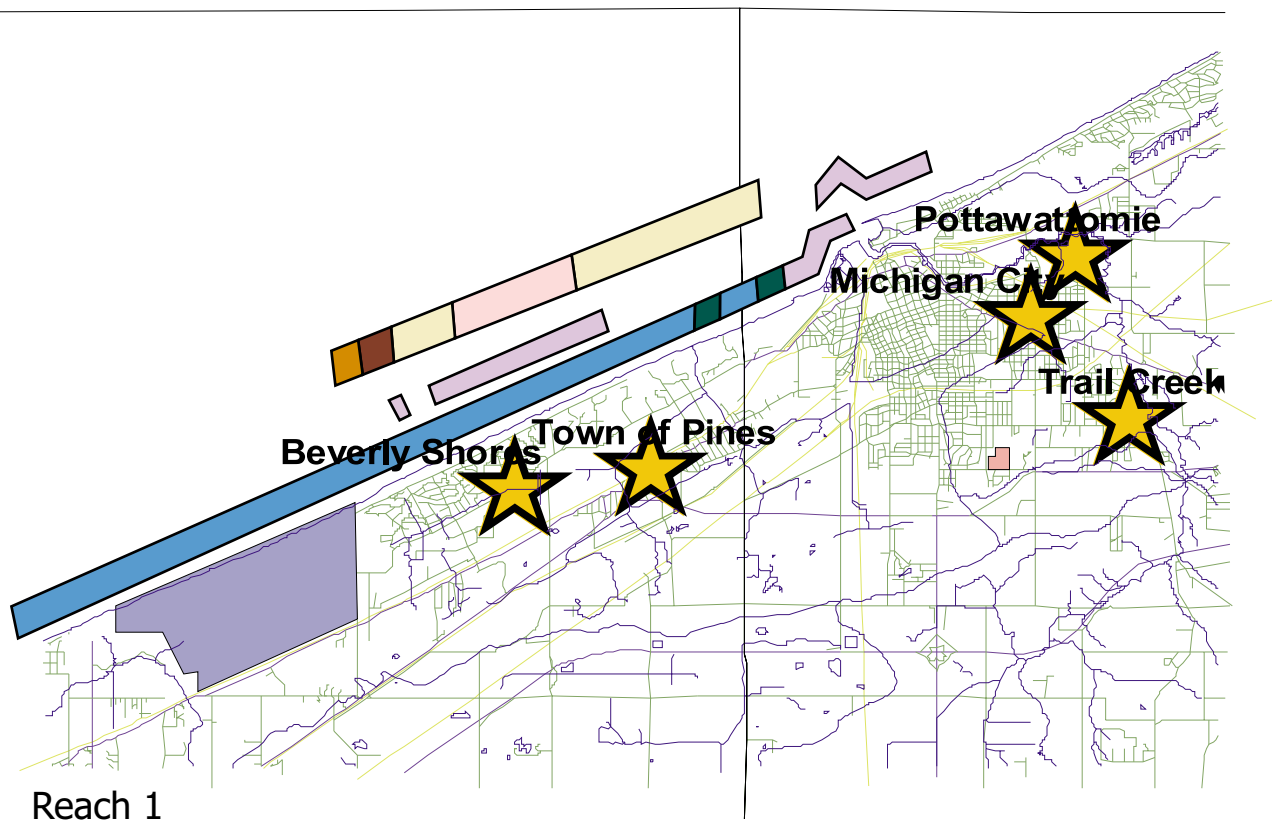 Pottawattomie
Michigan City
Trail Creek
Town of Pines
Beverly Shores
Reach 1